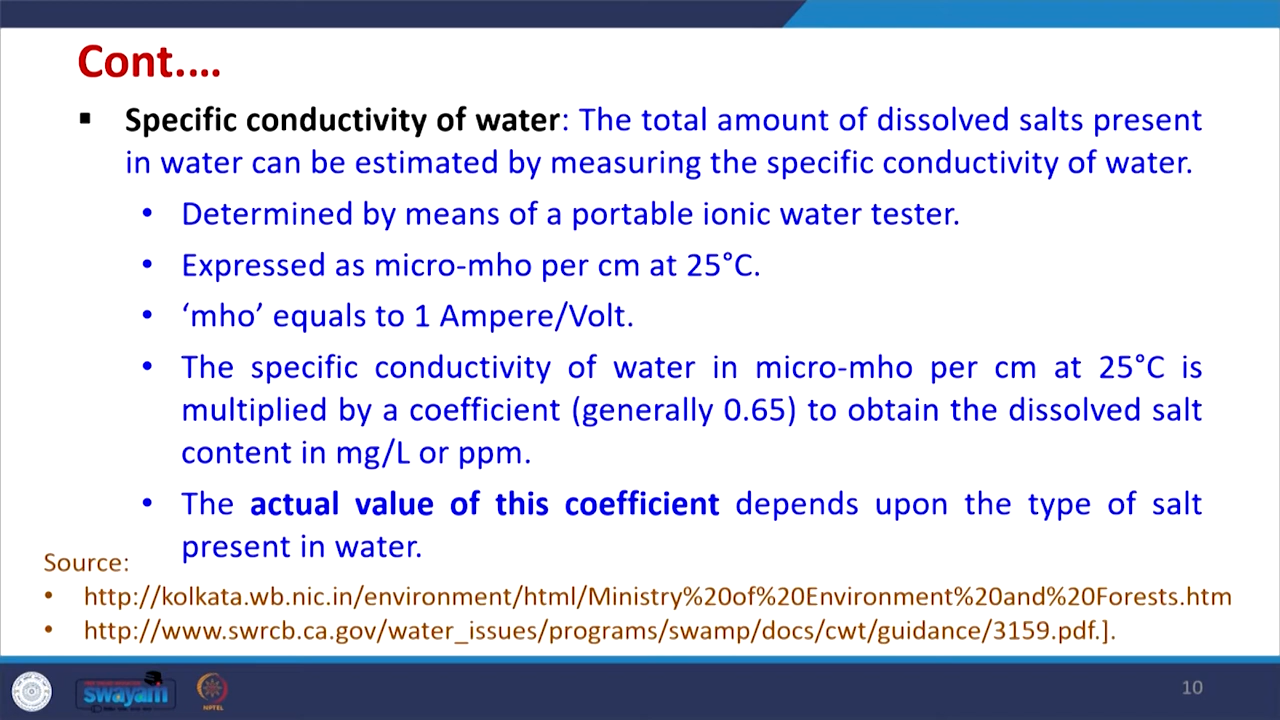 Cont.…
▪ Specific conductivity of water: The total amount of dissolved salts present
in water can be estimated by measuring the specific conductivity of water.
• Determined by means of a portable ionic water tester.
• Expressed as micro-mho per cm at 25°C.
• ‘mho’ equals to 1 Ampere/Volt.
• The specific conductivity of water in micro-mho per cm at 25°C is
multiplied by a coefficient (generally 0.65) to obtain the dissolved salt
content in mg/L or ppm.
• The actual value of this coefficient depends upon the type of salt
present in water.
Source:
• http://kolkata.wb.nic.in/environment/html/Ministry%20of%20Environment%20and%20Forests.htm
• http://www.swrcb.ca.gov/water_issues/programs/swamp/docs/cwt/guidance/3159.pdf.].
swayam
NPTEL
10